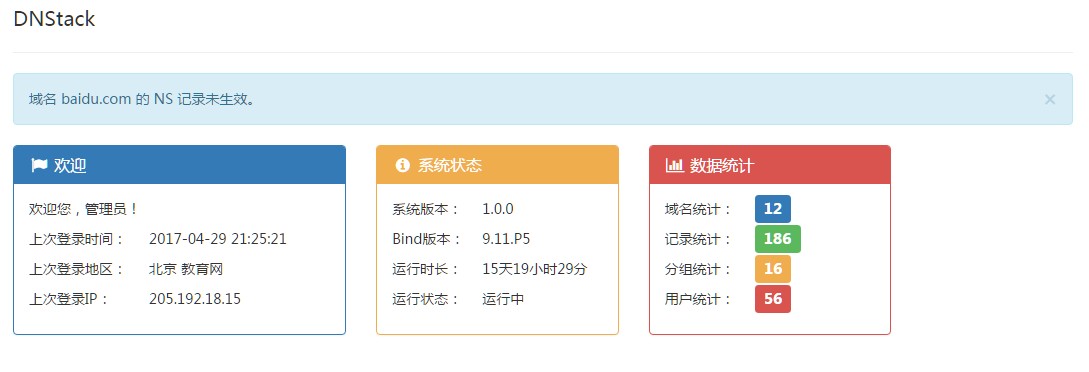 DNStack
域名 baidu.com 的 NS 记录未生效。
×
欢迎
欢迎您，管理员！
上次登录时间： 2017-04-29 21:25:21
上次登录地区： 北京 教育网
上次登录IP： 205.192.18.15
系统状态
系统版本： 1.0.0
Bind版本： 9.11.P5
运行时长： 15天19小时29分
运行状态： 运行中
数据统计
域名统计： 12
记录统计： 186
分组统计： 16
用户统计： 56